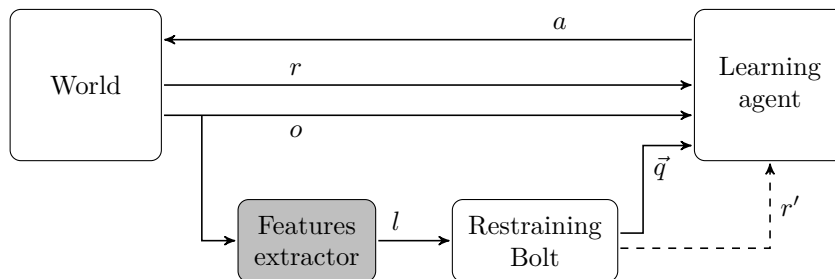 a
World
r
Learning
agent
o
q⃗
Features
extractor
l
Restraining
Bolt
r′